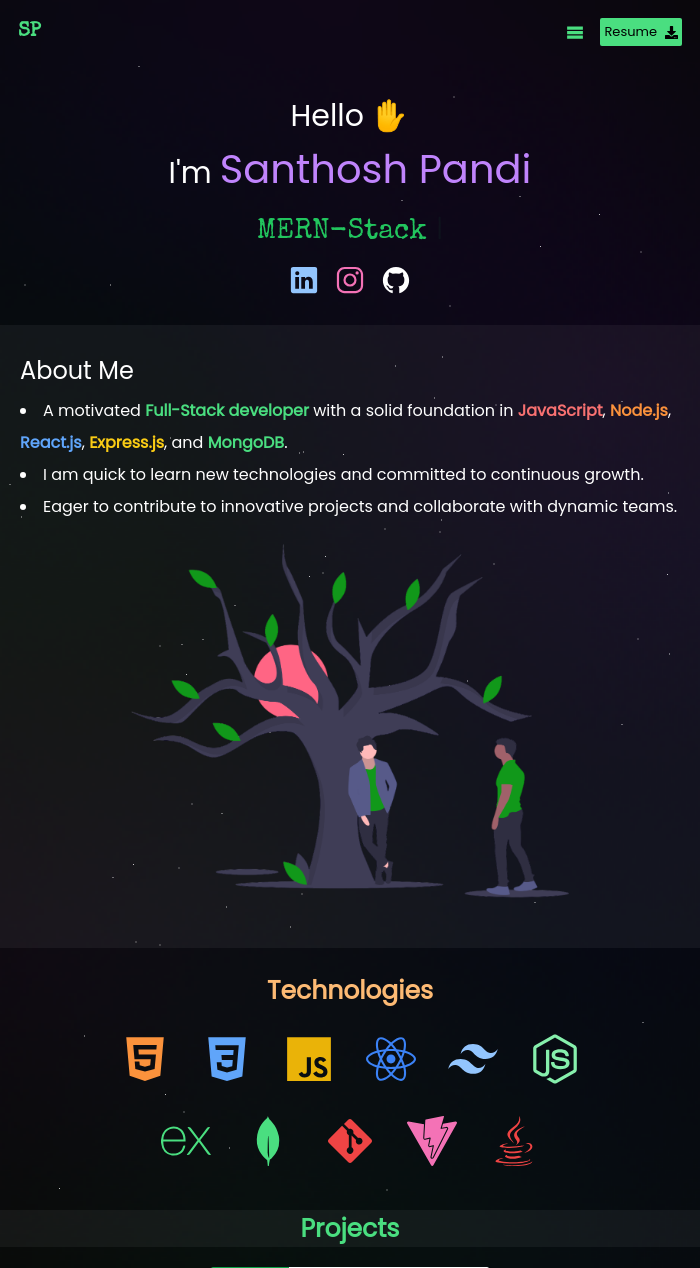 SP
Resume
Hello
I'm Santhosh Pandi
MERN-Stack
in
About Me
• A motivated Full-Stack developer with a solid foundation in JavaScript, Node.js,
React.js, Express.js, and MongoDB.
• I am quick to learn new technologies and committed to continuous growth.
• Eager to contribute to innovative projects and collaborate with dynamic teams.
Technologies
5 3 JS JS
ex
Projects